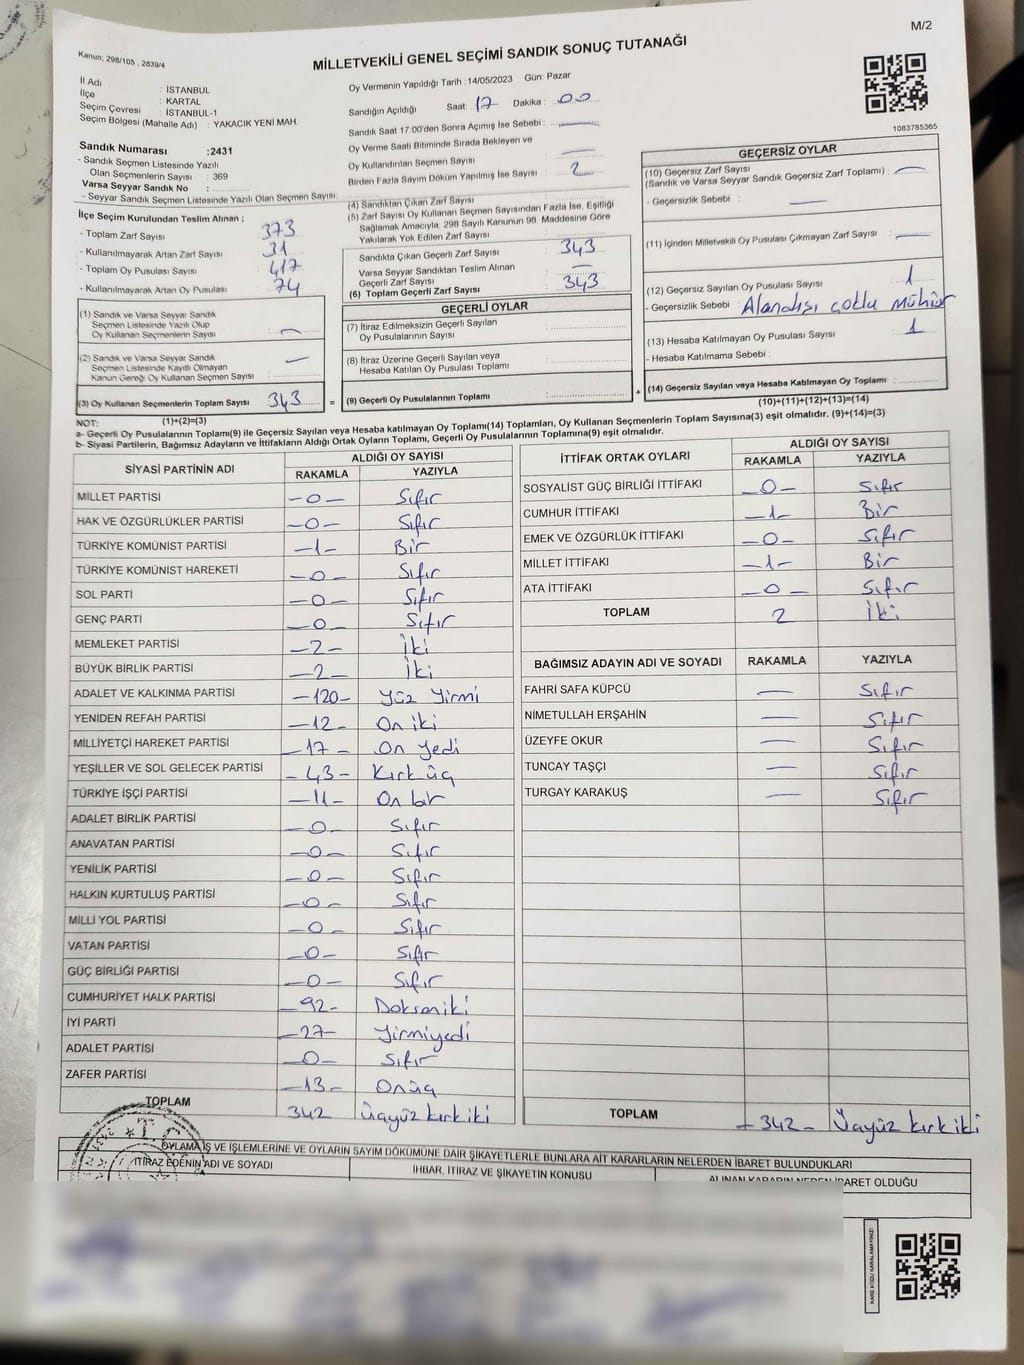 M/2
Kanun: 298/105 , 2839/4
MİLLETVEKİLİ GENEL SEÇİMİ SANDIK SONUÇ TUTANAĞI
İl Adı : İSTANBUL
İlçe : KARTAL
Seçim Çevresi : İSTANBUL-1
Seçim Bölgesi (Mahalle Adı) : YAKACIK YENİ MAH.
Sandık Numarası :2431
- Sandık Seçmen Listesinde Yazılı
Olan Seçmenlerin Sayısı : 369
Varsa Seyyar Sandık No :
- Seyyar Sandık Seçmen Listesinde Yazılı Olan Seçmen Sayısı:
İlçe Seçim Kurulundan Teslim Alınan ;
- Toplam Zarf Sayısı : 373
- Kullanılmayarak Artan Zarf Sayısı : 31
- Toplam Oy Pusulası Sayısı : 417
- Kullanılmayarak Artan Oy Pusulası : 74
(1) Sandık ve Varsa Seyyar Sandık
Seçmen Listesinde Yazılı Olup
Oy Kullanan Seçmenlerin Sayısı : —
(2) Sandık ve Varsa Seyyar Sandık
Seçmen Listesinde Kayıtlı Olmayan
Kanun Gereği Oy Kullanan Seçmen Sayısı : —
(3) Oy Kullanan Seçmenlerin Toplam Sayısı : 343 =
(1)+(2)=(3)
Oy Vermenin Yapıldığı Tarih : 14/05/2023 Gün: Pazar
Sandığın Açıldığı Saat : 17 Dakika : 00
Sandık Saat 17:00'den Sonra Açılmış İse Sebebi : —
Oy Verme Saati Bitiminde Sırada Bekleyen ve
Oy Kullandırılan Seçmen Sayısı : —
Birden Fazla Sayım Döküm Yapılmış İse Sayısı : 2
(4) Sandıktan Çıkan Zarf Sayısı
(5) Zarf Sayısı Oy Kullanan Seçmen Sayısından Fazla İse, Eşitliği
Sağlamak Amacıyla, 298 Sayılı Kanunun 98. Maddesine Göre
Yakılarak Yok Edilen Zarf Sayısı
Sandıkta Çıkan Geçerli Zarf Sayısı : 343
Varsa Seyyar Sandıktan Teslim Alınan
Geçerli Zarf Sayısı : —
(6) Toplam Geçerli Zarf Sayısı : 343
GEÇERLİ OYLAR
(7) İtiraz Edilmeksizin Geçerli Sayılan
Oy Pusulalarının Sayısı :
(8) İtiraz Üzerine Geçerli Sayılan veya
Hesaba Katılan Oy Pusulası Toplamı :
(9) Geçerli Oy Pusulalarının Toplamı : +
1083785365
GEÇERSİZ OYLAR
(10) Geçersiz Zarf Sayısı
(Sandık ve Varsa Seyyar Sandık Geçersiz Zarf Toplamı) : —
- Geçersizlik Sebebi : —
(11) İçinden Milletvekili Oy Pusulası Çıkmayan Zarf Sayısı : —
(12) Geçersiz Sayılan Oy Pusulası Sayısı : 1
- Geçersizlik Sebebi : Alandışı çoklu mühür
(13) Hesaba Katılmayan Oy Pusulası Sayısı : 1
- Hesaba Katılmama Sebebi :
(14) Geçersiz Sayılan veya Hesaba Katılmayan Oy Toplamı :
(10)+(11)+(12)+(13)=(14)
NOT:
a- Geçerli Oy Pusulalarının Toplamı(9) ile Geçersiz Sayılan veya Hesaba katılmayan Oy Toplamı(14) Toplamları, Oy Kullanan Seçmenlerin Toplam Sayısına(3) eşit olmalıdır. (9)+(14)=(3)
b- Siyasi Partilerin, Bağımsız Adayların ve İttifakların Aldığı Ortak Oyların Toplamı, Geçerli Oy Pusulalarının Toplamına(9) eşit olmalıdır.
SİYASİ PARTİNİN ADI ALDIĞI OY SAYISI
RAKAMLA YAZIYLA
MİLLET PARTİSİ —0— Sıfır
HAK VE ÖZGÜRLÜKLER PARTİSİ —0— Sıfır
TÜRKİYE KOMÜNİST PARTİSİ —1— Bir
TÜRKİYE KOMÜNİST HAREKETİ —0— Sıfır
SOL PARTİ —0— Sıfır
GENÇ PARTİ —0— Sıfır
MEMLEKET PARTİSİ —2— İki
BÜYÜK BİRLİK PARTİSİ —2— İki
ADALET VE KALKINMA PARTİSİ —120— Yüz Yirmi
YENİDEN REFAH PARTİSİ —12— On iki
MİLLİYETÇİ HAREKET PARTİSİ —17— On Yedi
YEŞİLLER VE SOL GELECEK PARTİSİ —43— Kırk üç
TÜRKİYE İŞÇİ PARTİSİ —11— On bir
ADALET BİRLİK PARTİSİ —0— Sıfır
ANAVATAN PARTİSİ —0— Sıfır
YENİLİK PARTİSİ —0— Sıfır
HALKIN KURTULUŞ PARTİSİ —0— Sıfır
MİLLİ YOL PARTİSİ —0— Sıfır
VATAN PARTİSİ —0— Sıfır
GÜÇ BİRLİĞİ PARTİSİ —0— Sıfır
CUMHURİYET HALK PARTİSİ —92— Doksaniki
İYİ PARTİ —27— Yirmiyedi
ADALET PARTİSİ —0— Sıfır
ZAFER PARTİSİ —13— Onüç
TOPLAM 342 Üçyüz kırk iki
İTTİFAK ORTAK OYLARI ALDIĞI OY SAYISI
RAKAMLA YAZIYLA
SOSYALİST GÜÇ BİRLİĞİ İTTİFAKI —0— Sıfır
CUMHUR İTTİFAKI —1— Bir
EMEK VE ÖZGÜRLÜK İTTİFAKI —0— Sıfır
MİLLET İTTİFAKI —1— Bir
ATA İTTİFAKI —0— Sıfır
TOPLAM 2 İki
BAĞIMSIZ ADAYIN ADI VE SOYADI RAKAMLA YAZIYLA
FAHRİ SAFA KÜPCÜ — Sıfır
NİMETULLAH ERŞAHİN — Sıfır
ÜZEYFE OKUR — Sıfır
TUNCAY TAŞÇI — Sıfır
TURGAY KARAKUŞ — Sıfır
TOPLAM —342— Üçyüz kırk iki
OYLAMA İŞ VE İŞLEMLERİNE VE OYLARIN SAYIM DÖKÜMÜNE DAİR ŞİKAYETLERLE BUNLARA AİT KARARLARIN NELERDEN İBARET BULUNDUKLARI
İTİRAZ EDENİN ADI VE SOYADI İHBAR, İTİRAZ VE ŞİKAYETİN KONUSU ALINAN KARARIN NEDEN İBARET OLDUĞU
KARE KODU KARALAMAYINIZ!